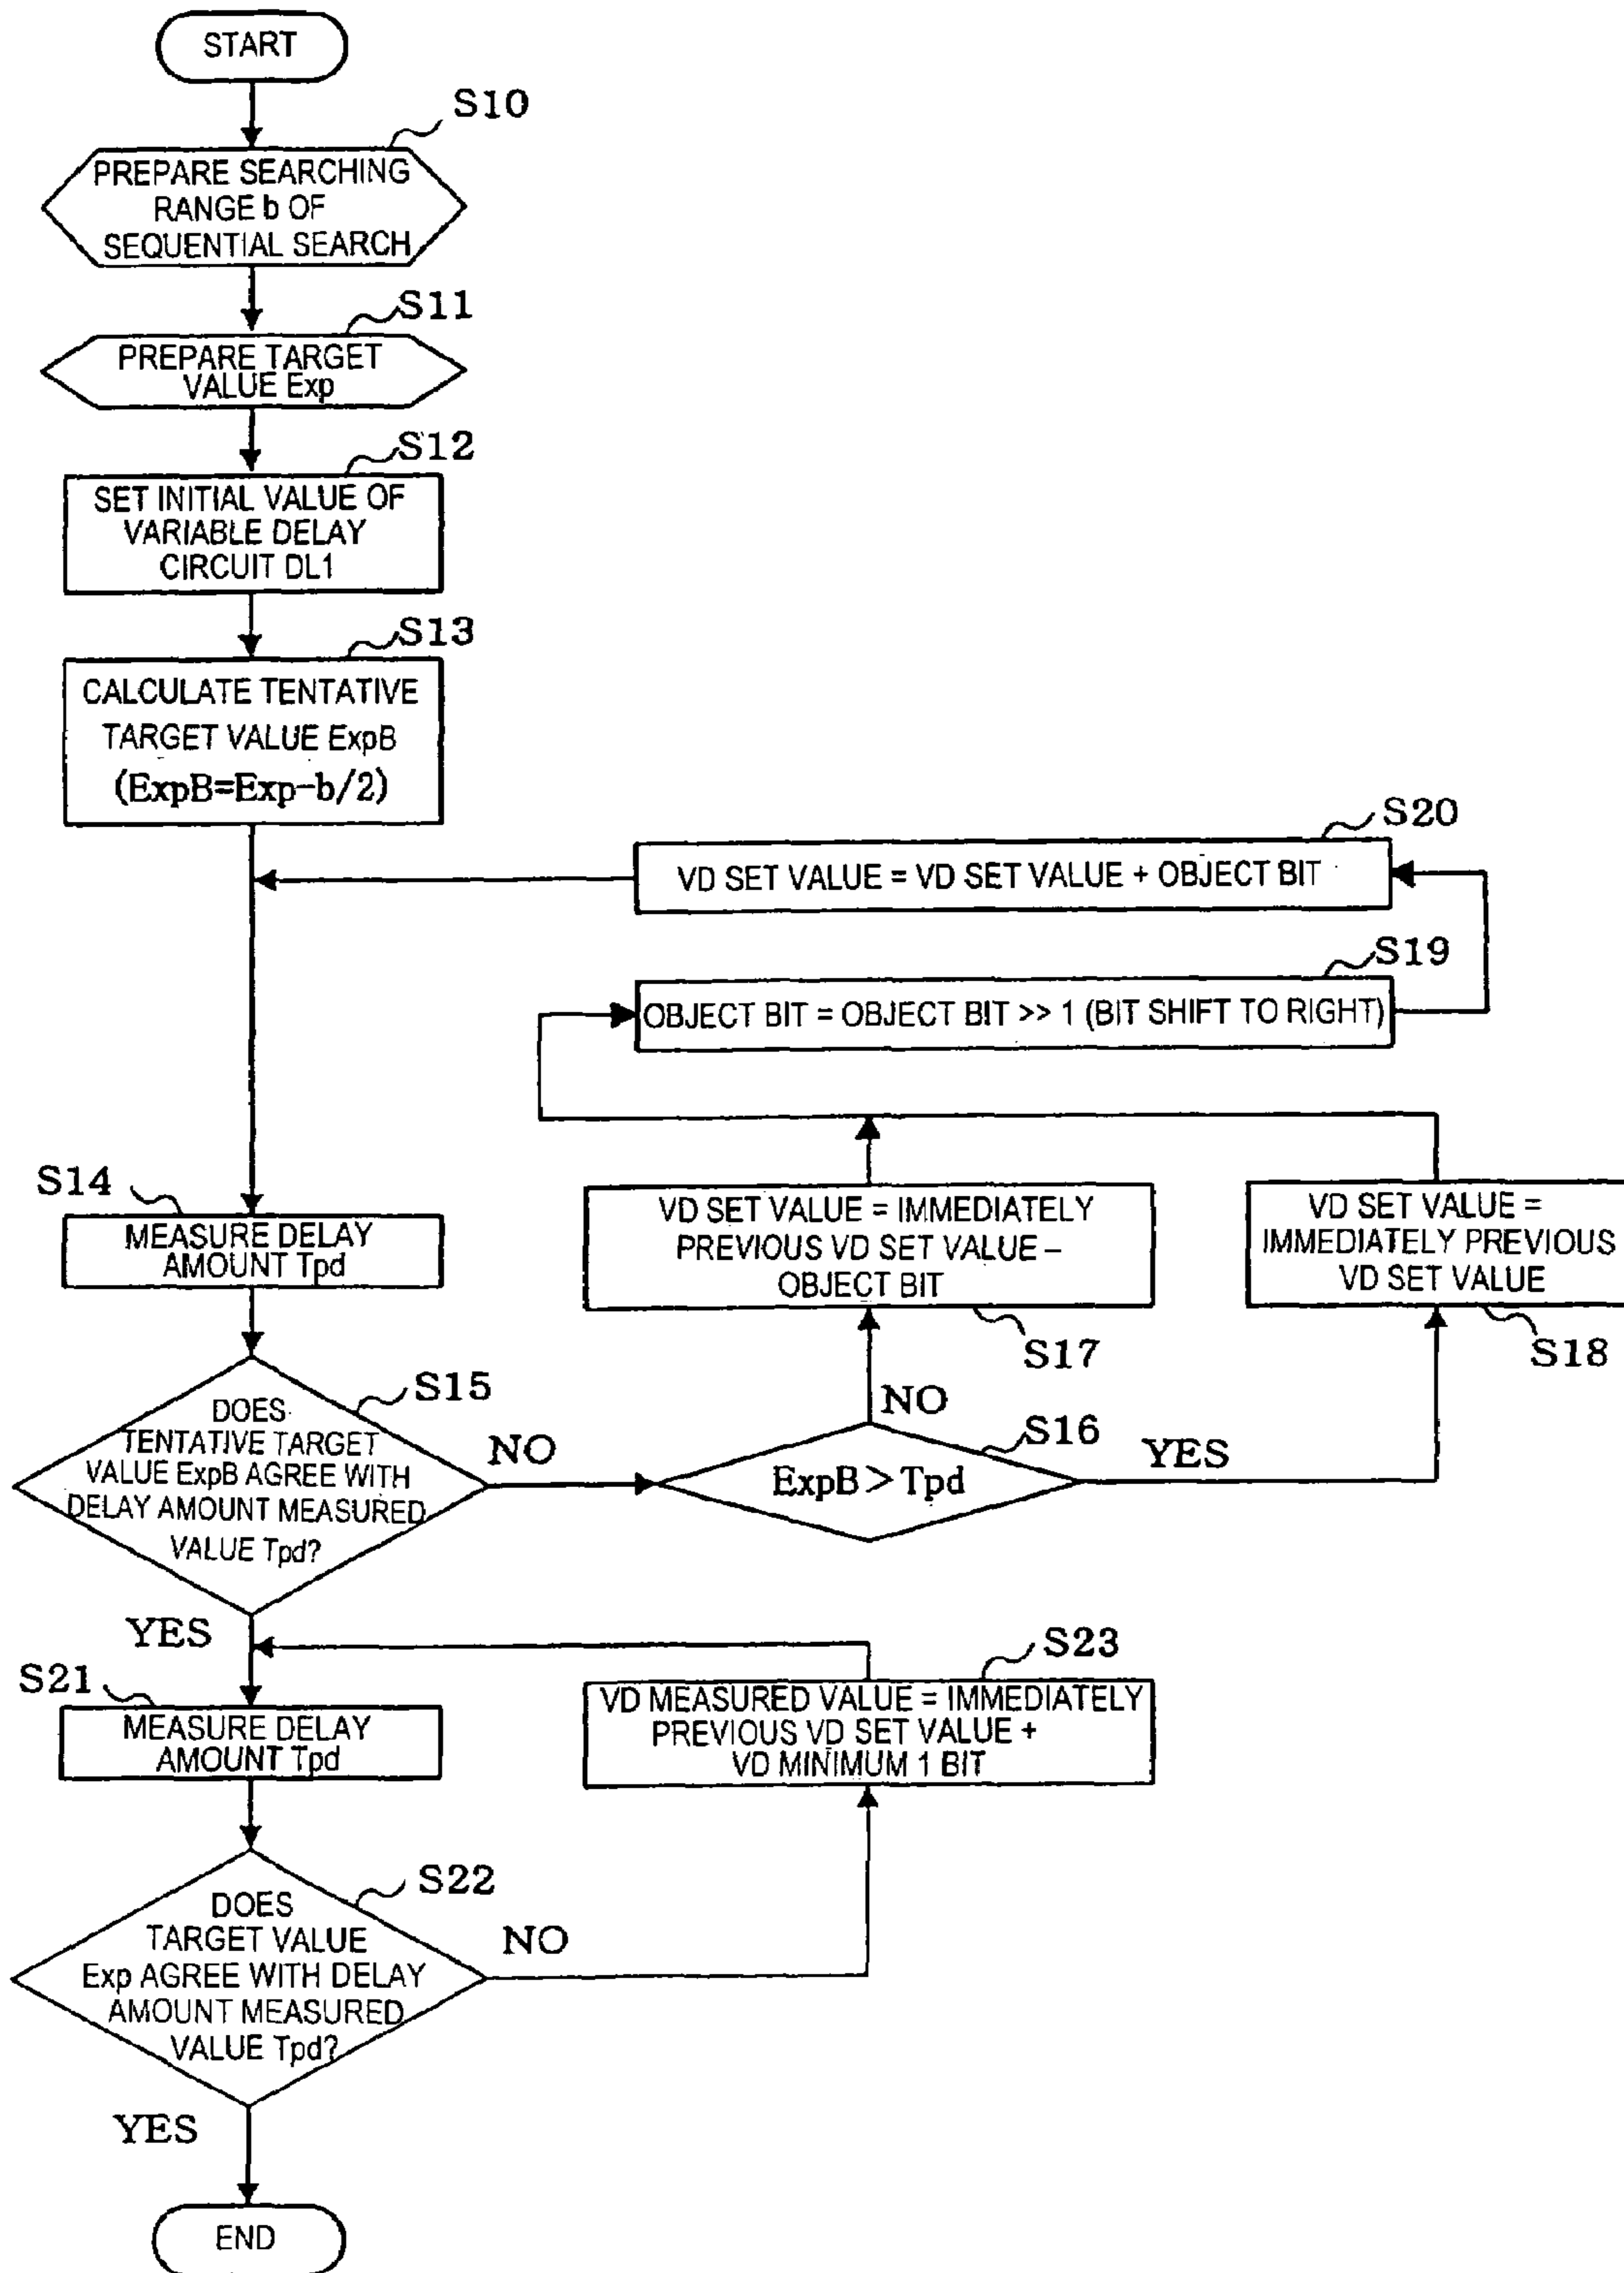 START
S10
PREPARE SEARCHING
RANGE b OF
SEQUENTIAL SEARCH
S11
PREPARE TARGET
VALUE Exp
S12
SET INITIAL VALUE OF
VARIABLE DELAY
CIRCUIT DL1
S13
CALCULATE TENTATIVE
TARGET VALUE ExpB
(ExpB=Exp-b/2)
S20
VD SET VALUE = VD SET VALUE + OBJECT BIT
S19
OBJECT BIT = OBJECT BIT >> 1 (BIT SHIFT TO RIGHT)
S14
MEASURE DELAY
AMOUNT Tpd
VD SET VALUE = IMMEDIATELY
PREVIOUS VD SET VALUE –
OBJECT BIT
S17
VD SET VALUE =
IMMEDIATELY PREVIOUS
VD SET VALUE
S18
S15
DOES
TENTATIVE TARGET
VALUE ExpB AGREE WITH
DELAY AMOUNT MEASURED
VALUE Tpd?
NO
NO
S16
ExpB > Tpd
YES
YES
S21
MEASURE DELAY
AMOUNT Tpd
S23
VD MEASURED VALUE = IMMEDIATELY
PREVIOUS VD SET VALUE +
VD MINIMUM 1 BIT
S22
DOES
TARGET VALUE
Exp AGREE WITH DELAY
AMOUNT MEASURED
VALUE Tpd?
NO
YES
END